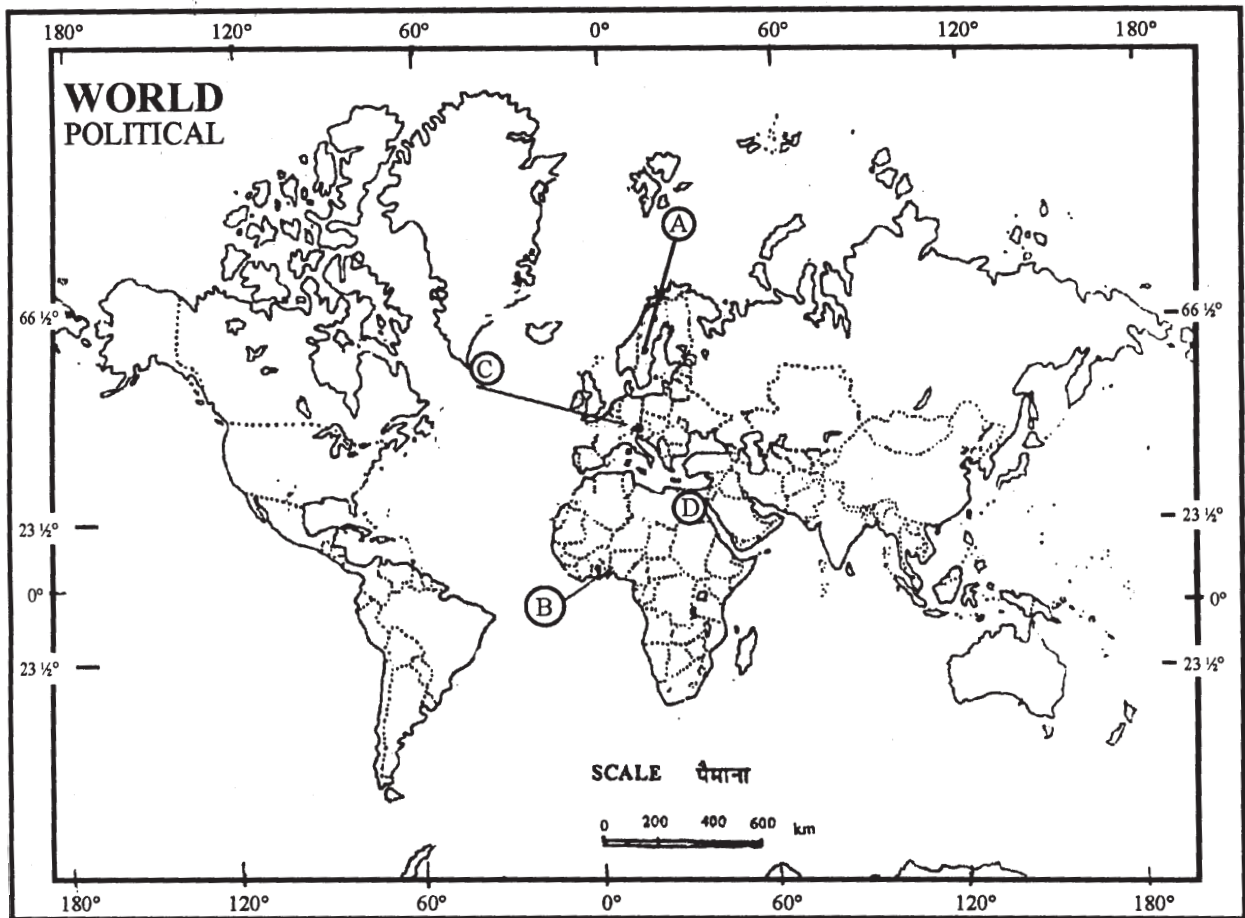 180° 120° 60° 0° 60° 120° 180°
WORLD
POLITICAL
A
66 ½° 66 ½°
C
D
23 ½° 23 ½°
B
0° 0°
23 ½° 23 ½°
SCALE पैमाना
0 200 400 600 km
180° 120° 60° 0° 60° 120° 180°